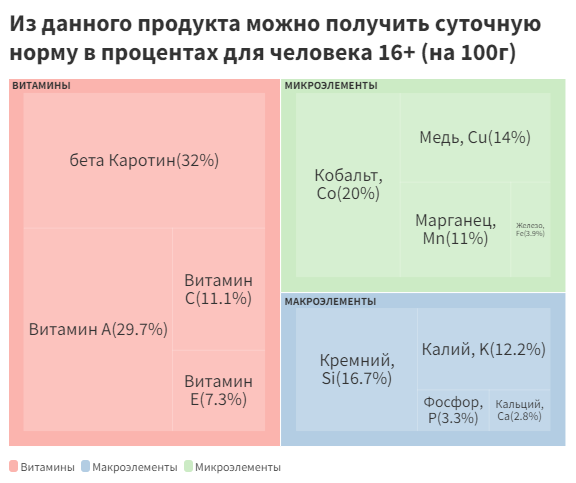 Из данного продукта можно получить суточную
норму в процентах для человека 16+ (на 100г)
ВИТАМИНЫ
бета Каротин(32%)
Витамин А(29.7%)
Витамин
С(11.1%)
Витамин
Е(7.3%)
МИКРОЭЛЕМЕНТЫ
Кобальт,
Co(20%)
Медь, Cu(14%)
Марганец,
Mn(11%)
Железо,
Fe(3.9%)
МАКРОЭЛЕМЕНТЫ
Кремний,
Si(16.7%)
Калий, K(12.2%)
Фосфор,
P(3.3%)
Кальций,
Ca(2.8%)
Витамины Макроэлементы Микроэлементы